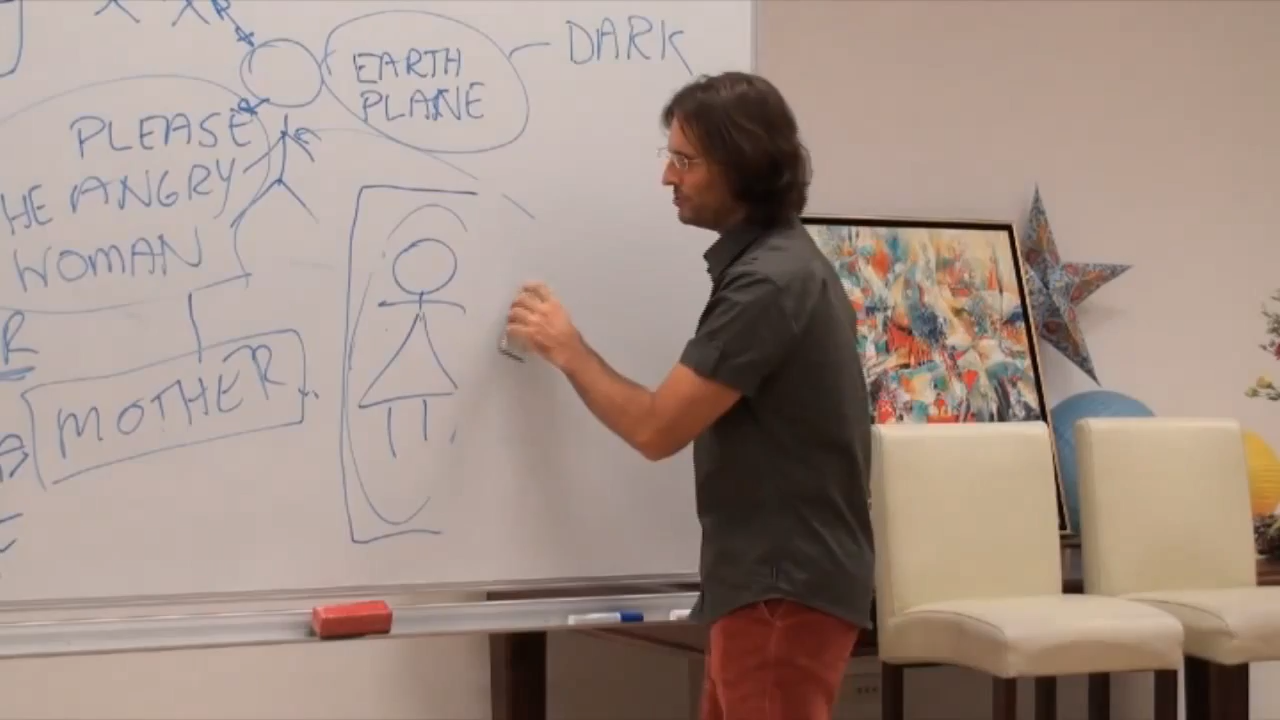 DARK
EARTH
PLANE
PLEASE
HE ANGRY
WOMAN
R
MOTHER